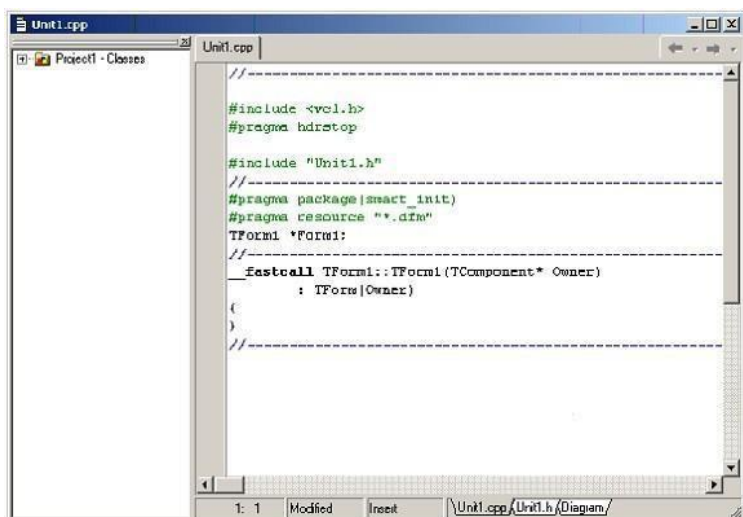 Unit1.cpp
Project1 - Classes
Unit1.cpp
//------------------------------------------------------
#include <vcl.h>
#pragma hdrstop
#include "Unit1.h"
//------------------------------------------------------
#pragma package(smart_init)
#pragma resource "*.dfm"
TForm1 *Form1;
//------------------------------------------------------
__fastcall TForm1::TForm1(TComponent* Owner)
: TForm(Owner)
{
}
//------------------------------------------------------
1: 1 Modified Insert \Unit1.cpp/Unit1.h/Diagram/